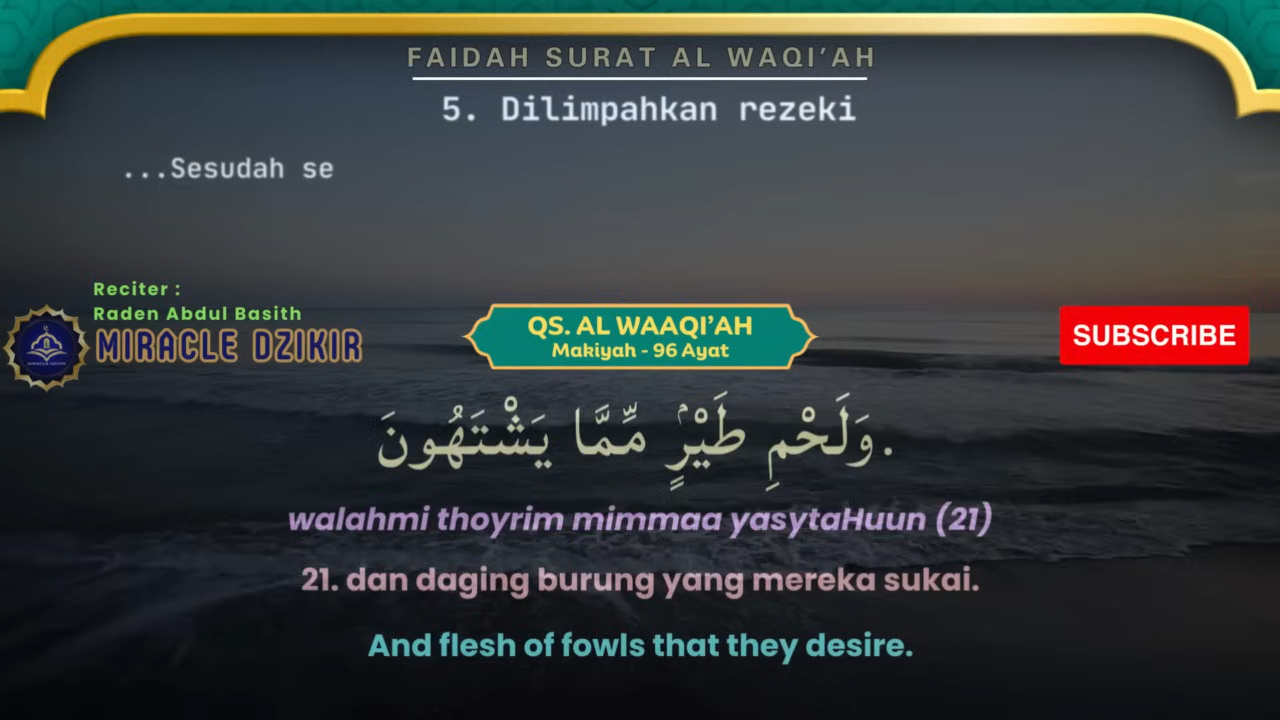 FAIDAH SURAT AL WAQI’AH
5. Dilimpahkan rezeki
...Sesudah se
Reciter :
Raden Abdul Basith
MIRACLE DZIKIR
QS. AL WAAQI’AH
Makiyah - 96 Ayat
SUBSCRIBE
وَلَحْمِ طَيْرٍۢ مِّمَّا يَشْتَهُونَ.
walahmi thoyrim mimmaa yasytaHuun (21)
21. dan daging burung yang mereka sukai.
And flesh of fowls that they desire.